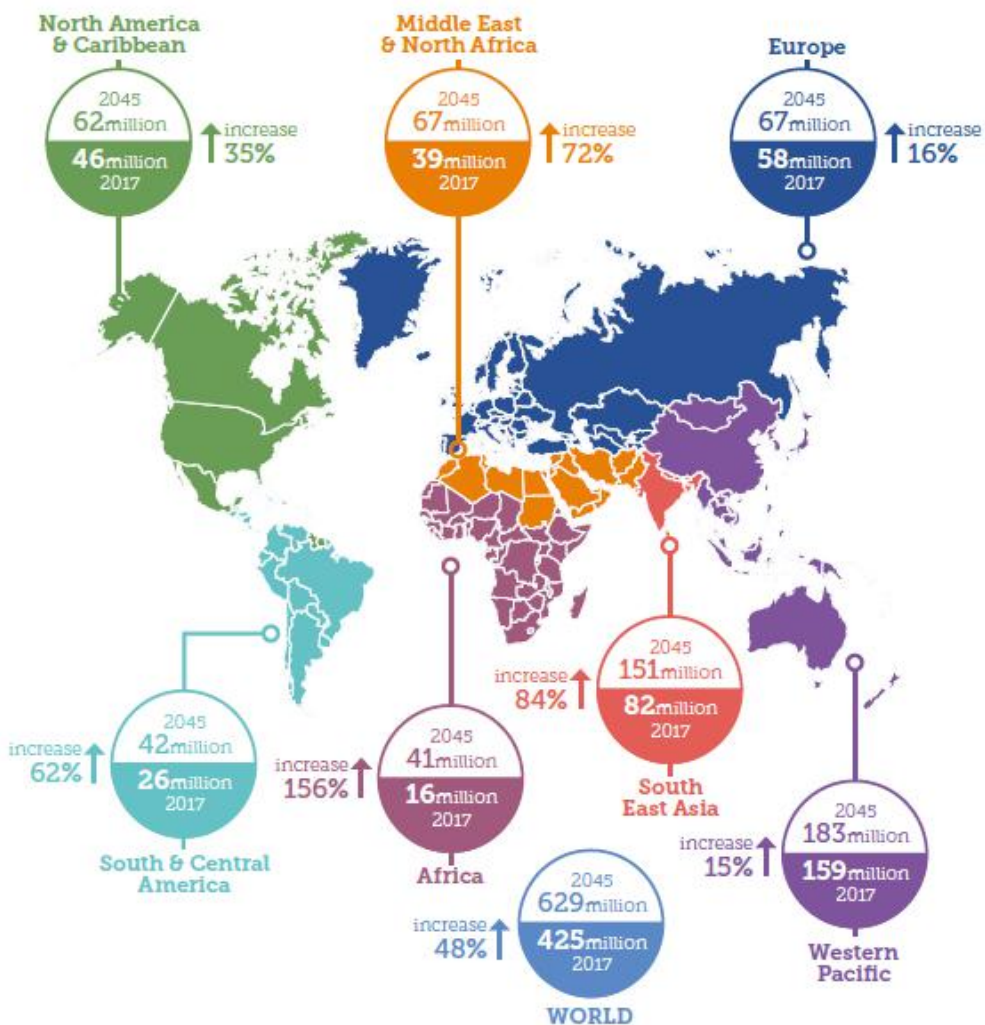 North America
& Caribbean
2045
62million
46million
2017
increase
35%
Middle East
& North Africa
2045
67million
39million
2017
increase
72%
Europe
2045
67million
58million
2017
increase
16%
2045
42million
26million
2017
increase
62%
South & Central
America
2045
41million
16million
2017
increase
156%
Africa
2045
151million
82million
2017
increase
84%
South
East Asia
2045
183million
159million
2017
increase
15%
Western
Pacific
2045
629million
425million
2017
increase
48%
WORLD